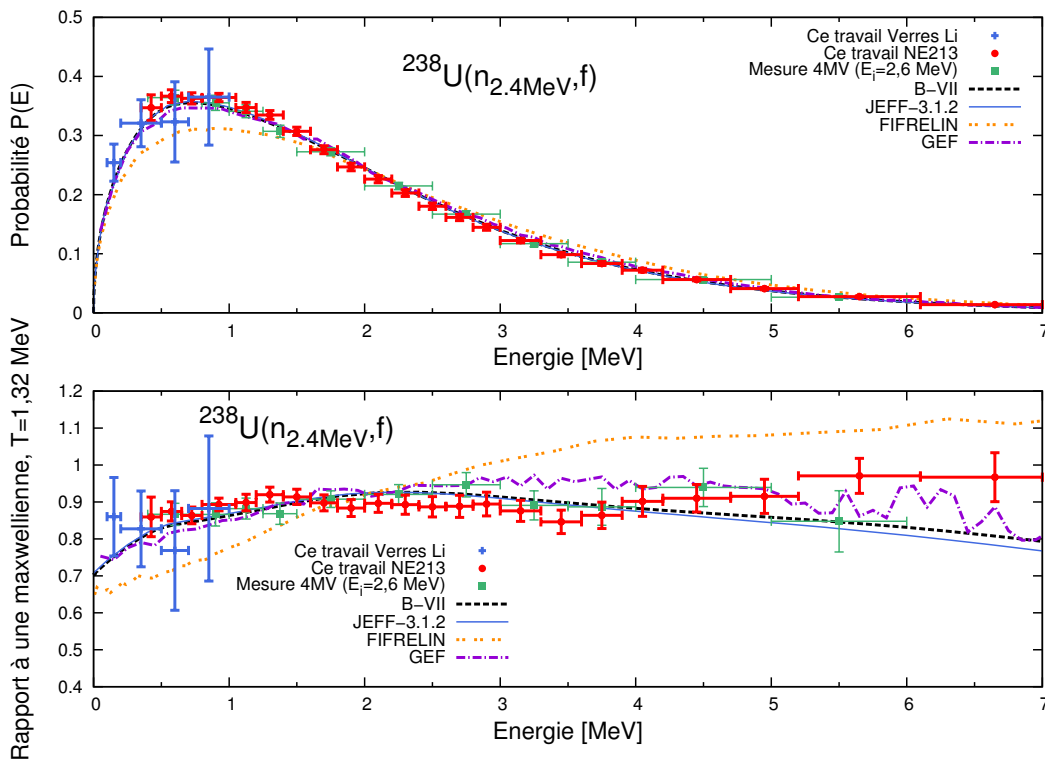 Probabilité P(E)
0.5
0.4
0.3
0.2
0.1
0
238U(n2.4MeV,f)
Ce travail Verres Li
Ce travail NE213
Mesure 4MV (Ei=2,6 MeV)
B−VII
JEFF−3.1.2
FIFRELIN
GEF
0 1 2 3 4 5 6 7
Energie [MeV]
Rapport à une maxwellienne, T=1,32 MeV
1.2
1.1
1
0.9
0.8
0.7
0.6
0.5
0.4
238U(n2.4MeV,f)
Ce travail Verres Li
Ce travail NE213
Mesure 4MV (Ei=2,6 MeV)
B−VII
JEFF−3.1.2
FIFRELIN
GEF
0 1 2 3 4 5 6 7
Energie [MeV]